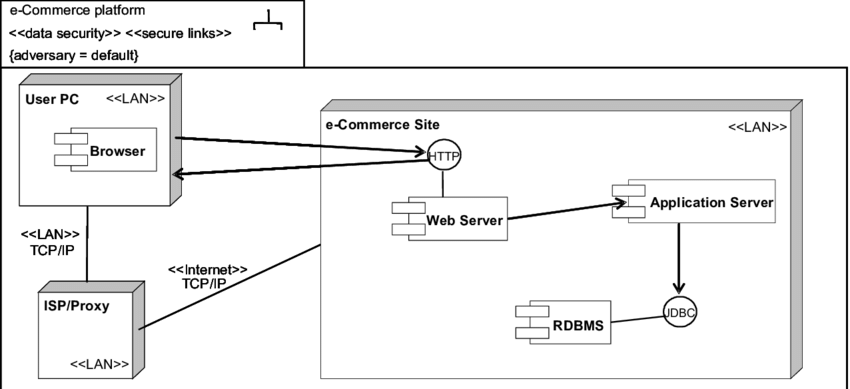 e-Commerce platform
<<data security>> <<secure links>>
{adversary = default}
User PC
<<LAN>>
Browser
e-Commerce Site
<<LAN>>
HTTP
Web Server
Application Server
<<LAN>>
TCP/IP
<<Internet>>
TCP/IP
ISP/Proxy
<<LAN>>
RDBMS
JDBC